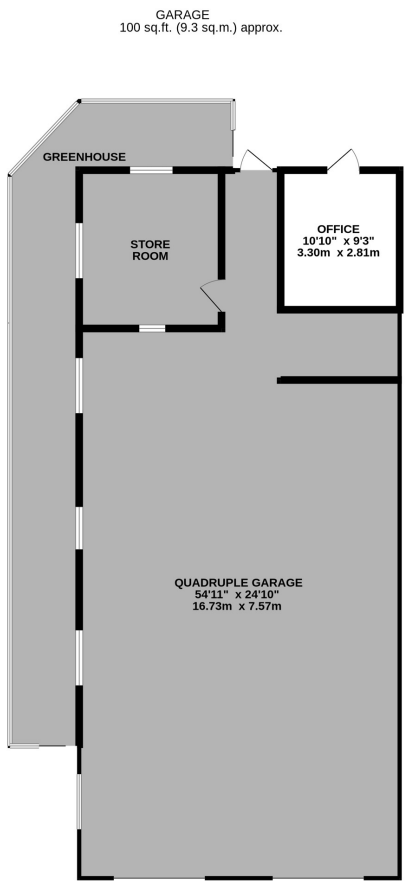 GARAGE
100 sq.ft. (9.3 sq.m.) approx.
GREENHOUSE
STORE
ROOM
OFFICE
10'10" x 9'3"
3.30m x 2.81m
QUADRUPLE GARAGE
54'11" x 24'10"
16.73m x 7.57m